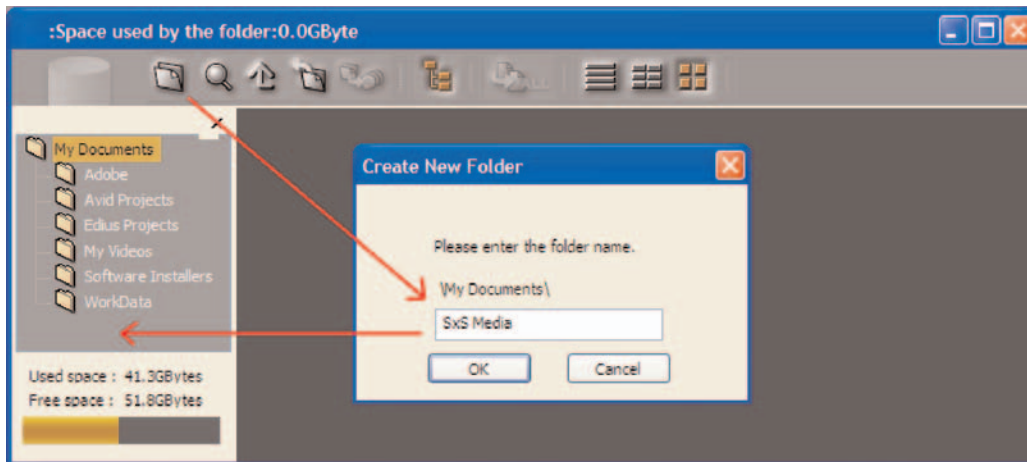 :Space used by the folder:0.0GByte
My Documents
Adobe
Avid Projects
Edius Projects
My Videos
Software Installers
WorkData
Used space : 41.3GBytes
Free space : 51.8GBytes
Create New Folder
Please enter the folder name.
\My Documents\
SxS Media
OK
Cancel